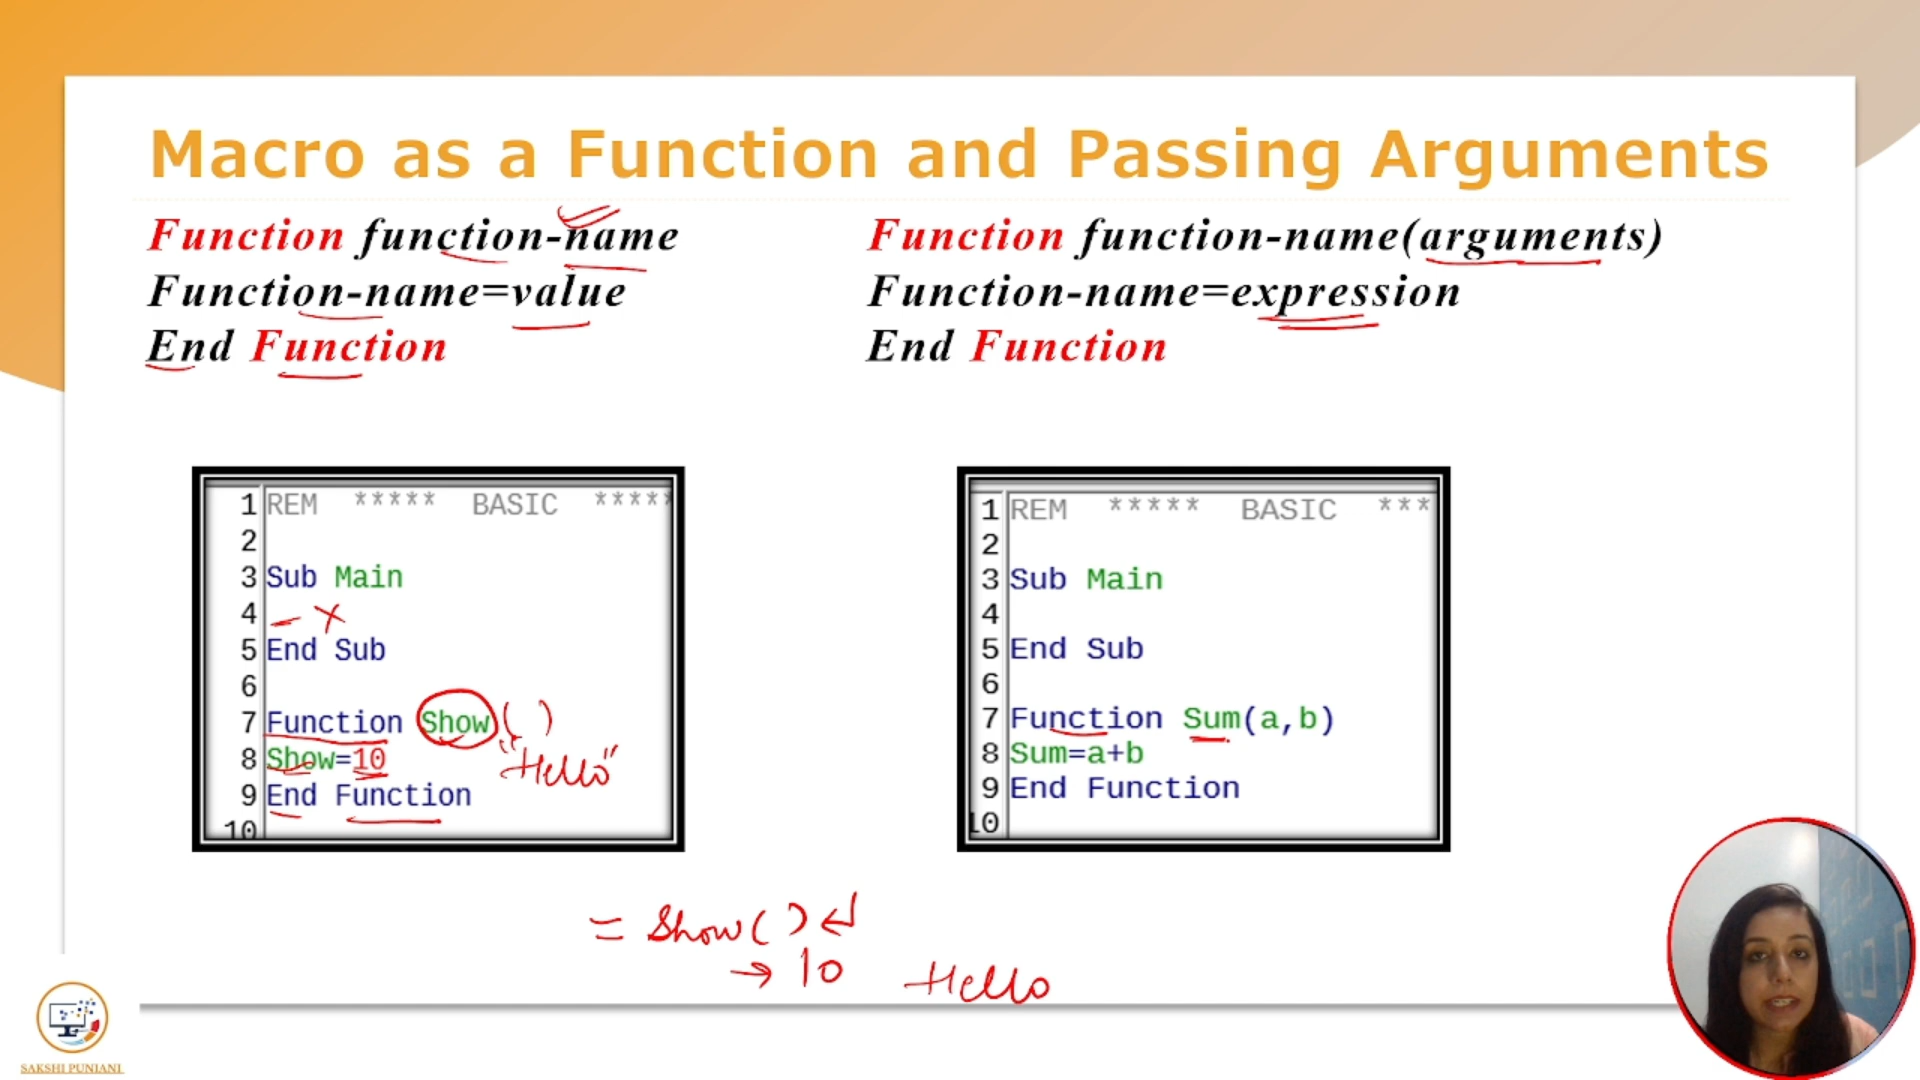 Macro as a Function and Passing Arguments
Function function-name
Function-name=value
End Function
Function function-name(arguments)
Function-name=expression
End Function
1 REM ***** BASIC *****
2
3 Sub Main
4
5 End Sub
6
7 Function Show ( )
8 Show=10 "Hello"
9 End Function
10
1 REM ***** BASIC ***
2
3 Sub Main
4
5 End Sub
6
7 Function Sum(a,b)
8 Sum=a+b
9 End Function
10
= Show( ) ↵
→ 10 Hello
SAKSHI PUNIANI